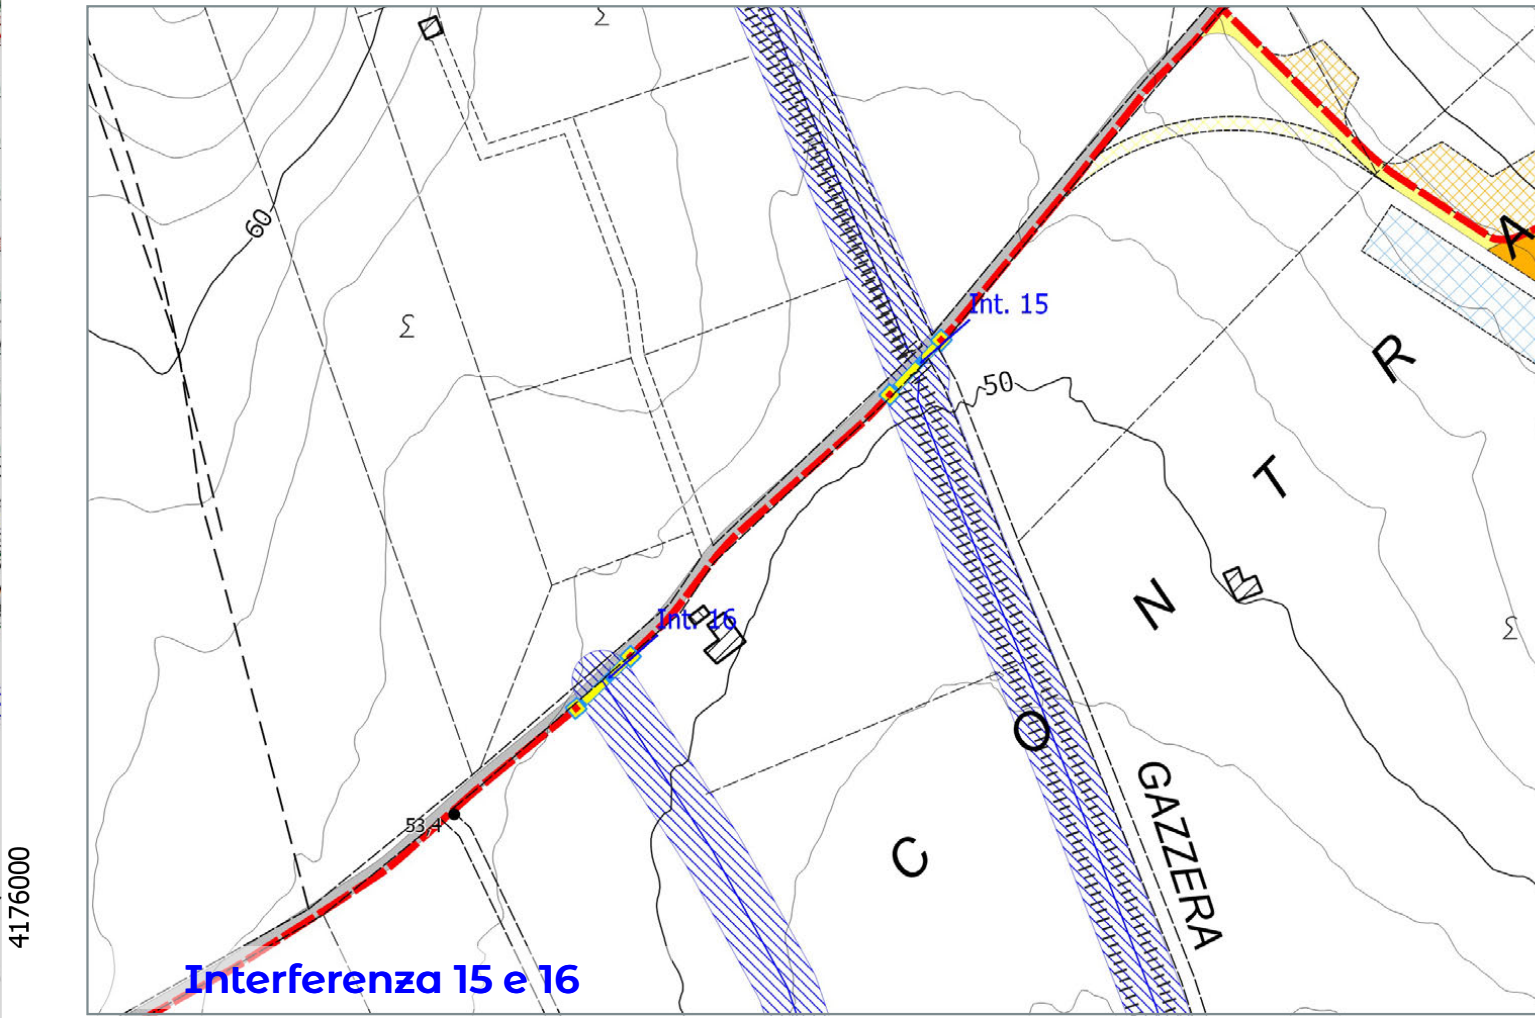 Σ
60
Σ
Int. 15
50
A
R
T
N
O
C
Int. 16
Σ
GAZZERA
53,4
4176000
Interferenza 15 e 16